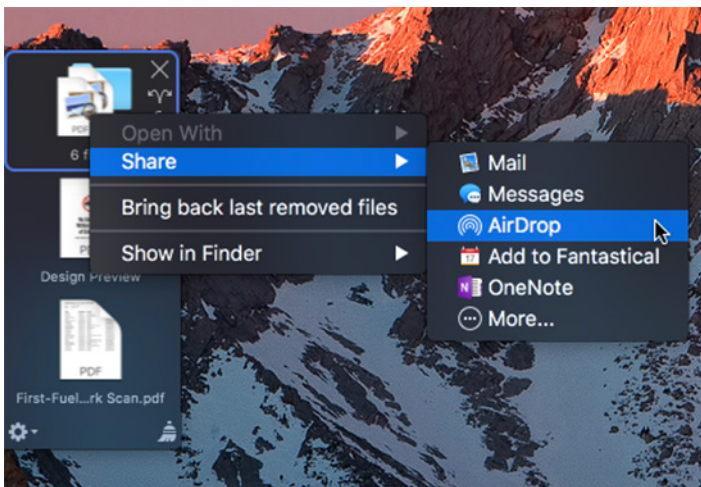 PDF
6 f
Open With
Share
Bring back last removed files
Show in Finder
Mail
Messages
AirDrop
Add to Fantastical
OneNote
More...
Design Preview
PDF
First-Fuel...rk Scan.pdf